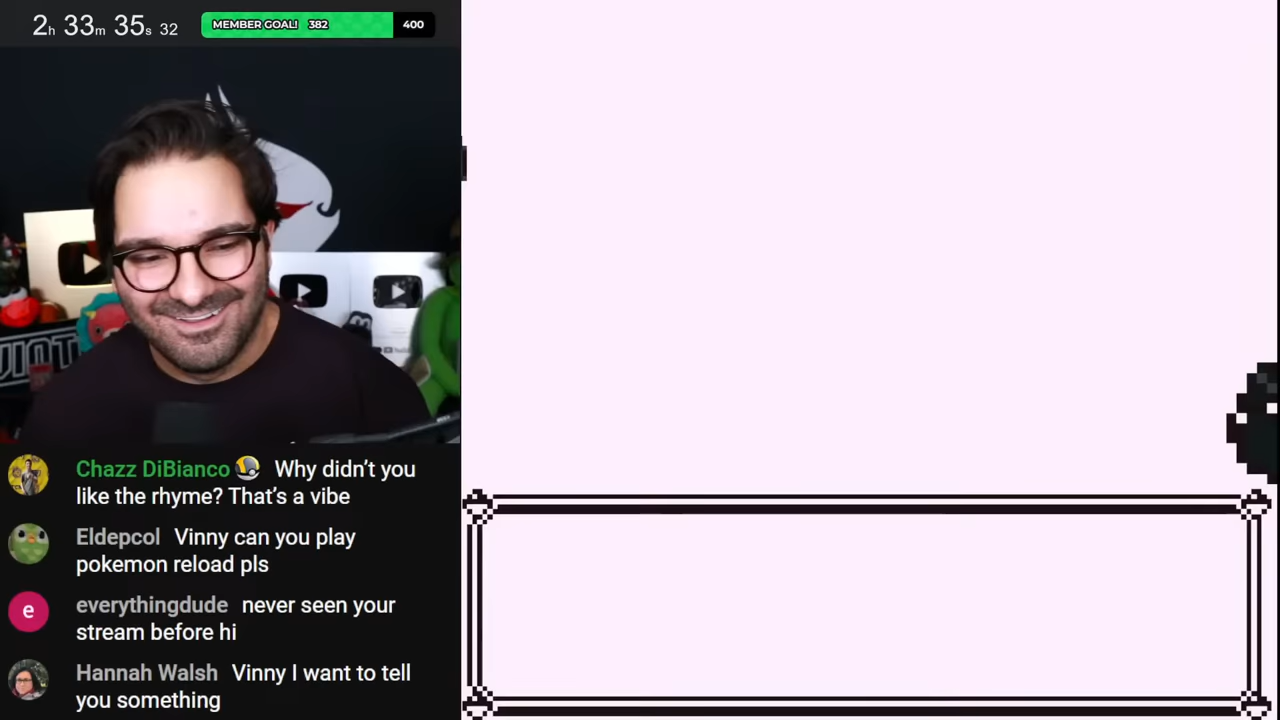 2h 33m 35s 32
MEMBER GOAL! 382 400
Chazz DiBianco Why didn't you
like the rhyme? That's a vibe
Eldepcol Vinny can you play
pokemon reload pls
e
everythingdude never seen your
stream before hi
Hannah Walsh Vinny I want to tell
you something